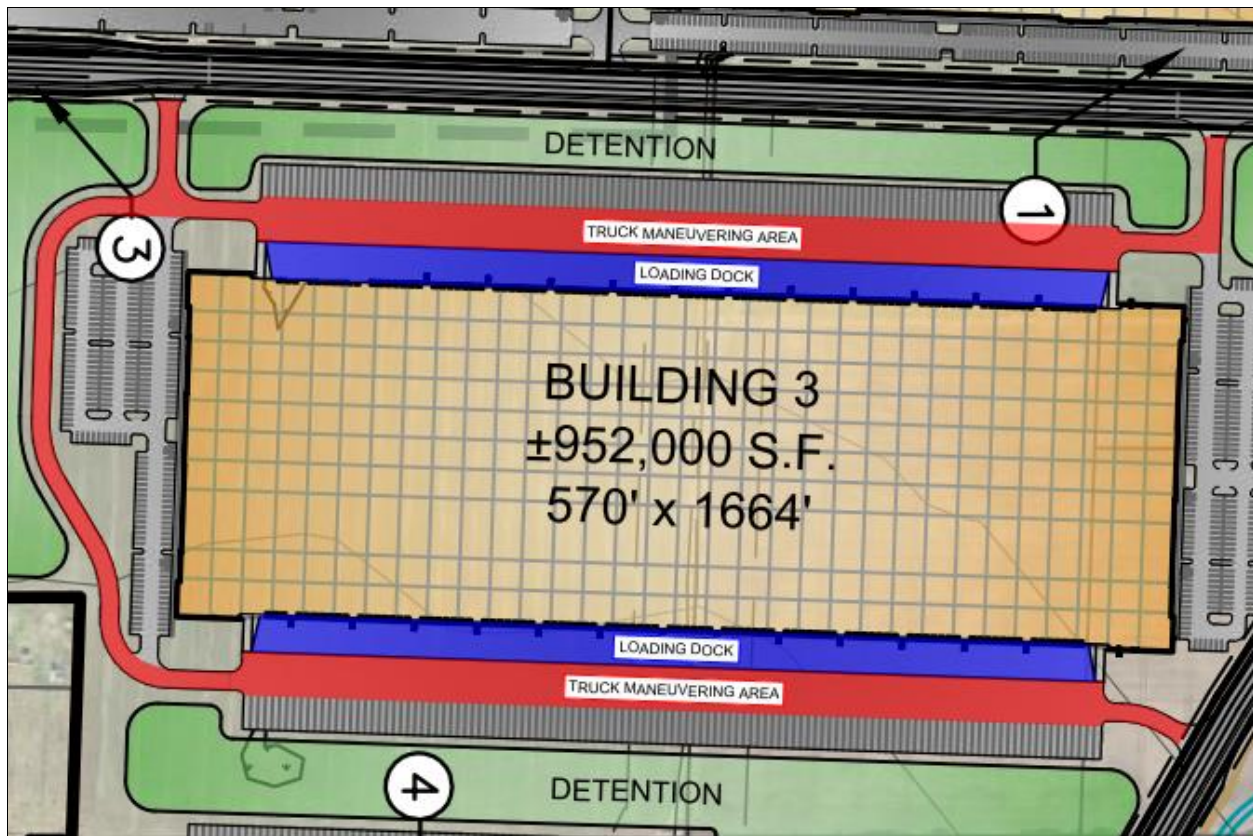 DETENTION
1
TRUCK MANEUVERING AREA
3
LOADING DOCK
BUILDING 3
±952,000 S.F.
570' x 1664'
LOADING DOCK
TRUCK MANEUVERING AREA
4
DETENTION